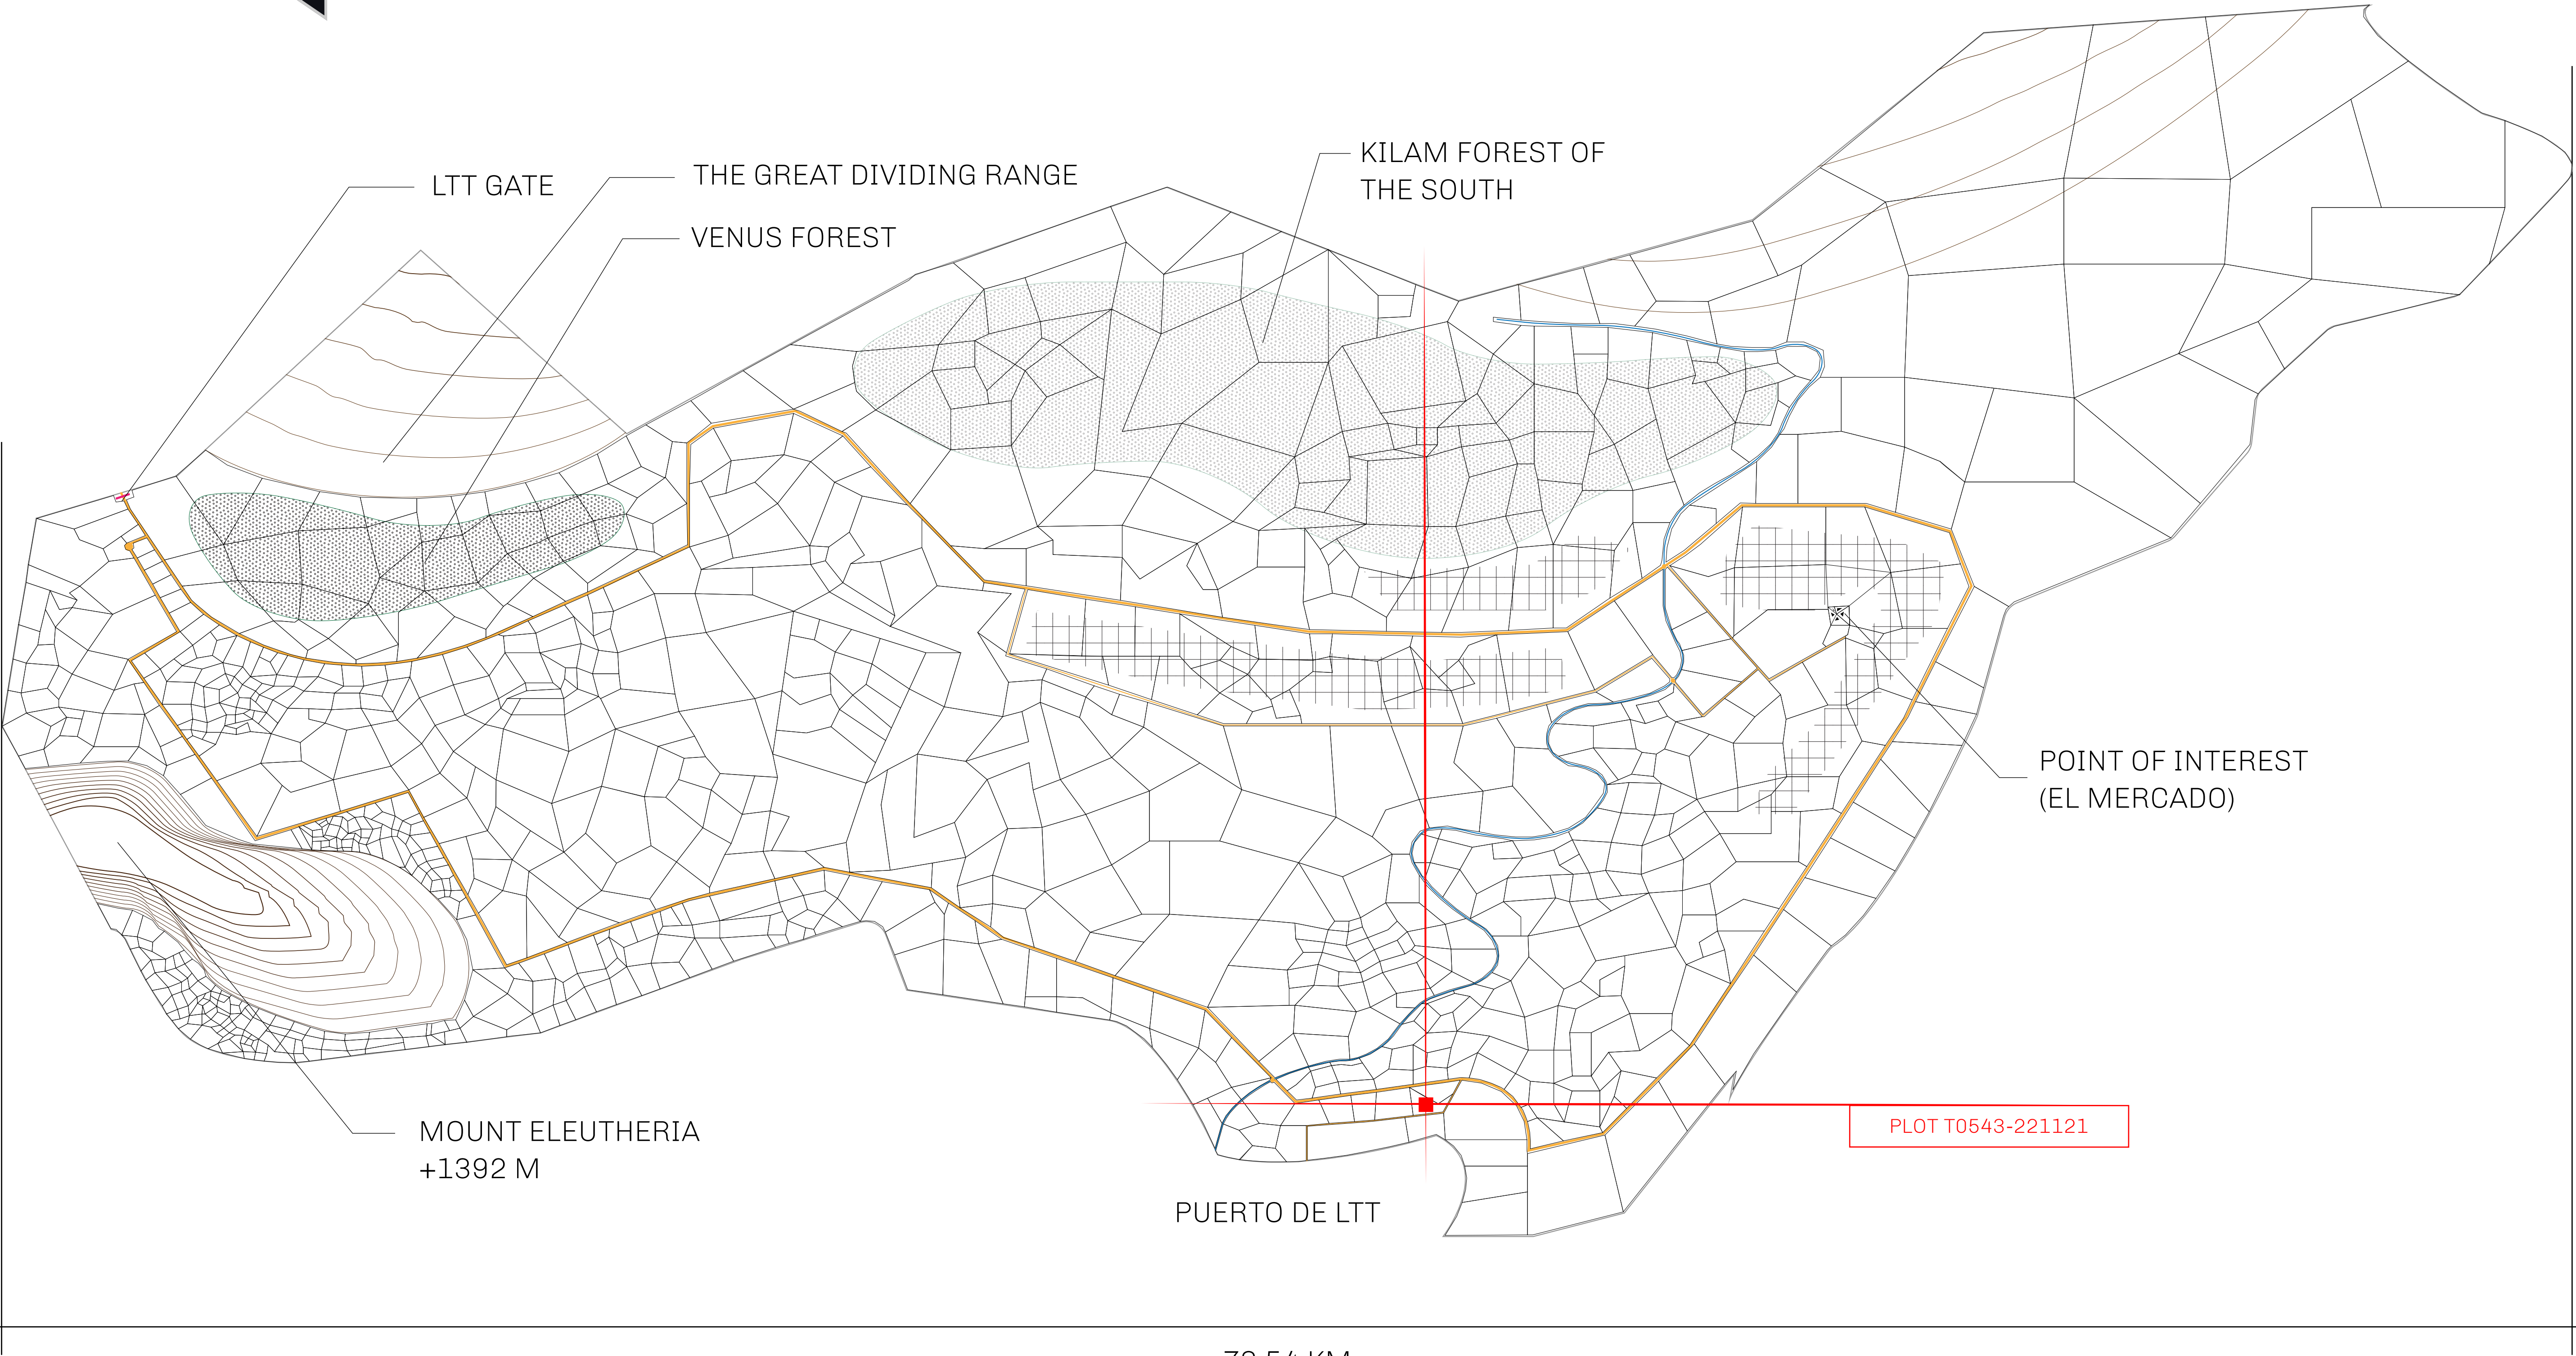 KILAM FOREST OF
THE SOUTH
THE GREAT DIVIDING RANGE
LTT GATE
VENUS FOREST
POINT OF INTEREST
(EL MERCADO)
PLOT T0543-221121
MOUNT ELEUTHERIA
+1392 M
PUERTO DE LTT
KM